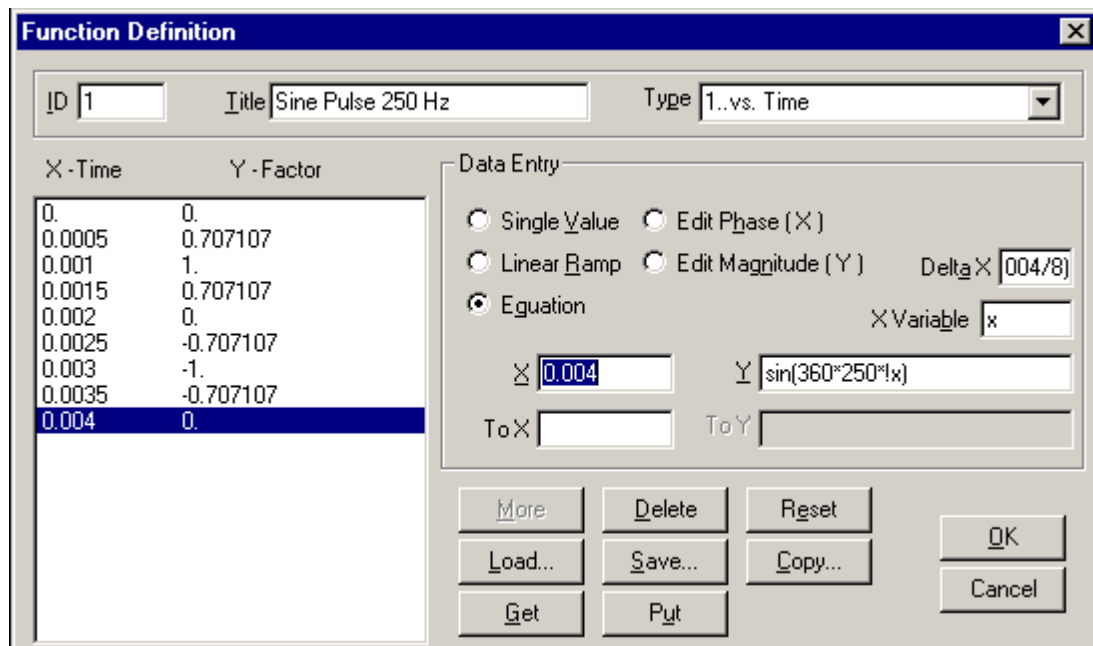 Function Definition
ID 1 Title Sine Pulse 250 Hz Type 1..vs. Time
X - Time Y - Factor
0. 0.
0.0005 0.707107
0.001 1.
0.0015 0.707107
0.002 0.
0.0025 -0.707107
0.003 -1.
0.0035 -0.707107
0.004 0.
Data Entry
Single Value Edit Phase ( X )
Linear Ramp Edit Magnitude ( Y ) Delta X 004/8)
Equation
X Variable x
X 0.004 Y sin(360*250*!x)
To X To Y
More Delete Reset
Load... Save... Copy...
Get Put
OK
Cancel